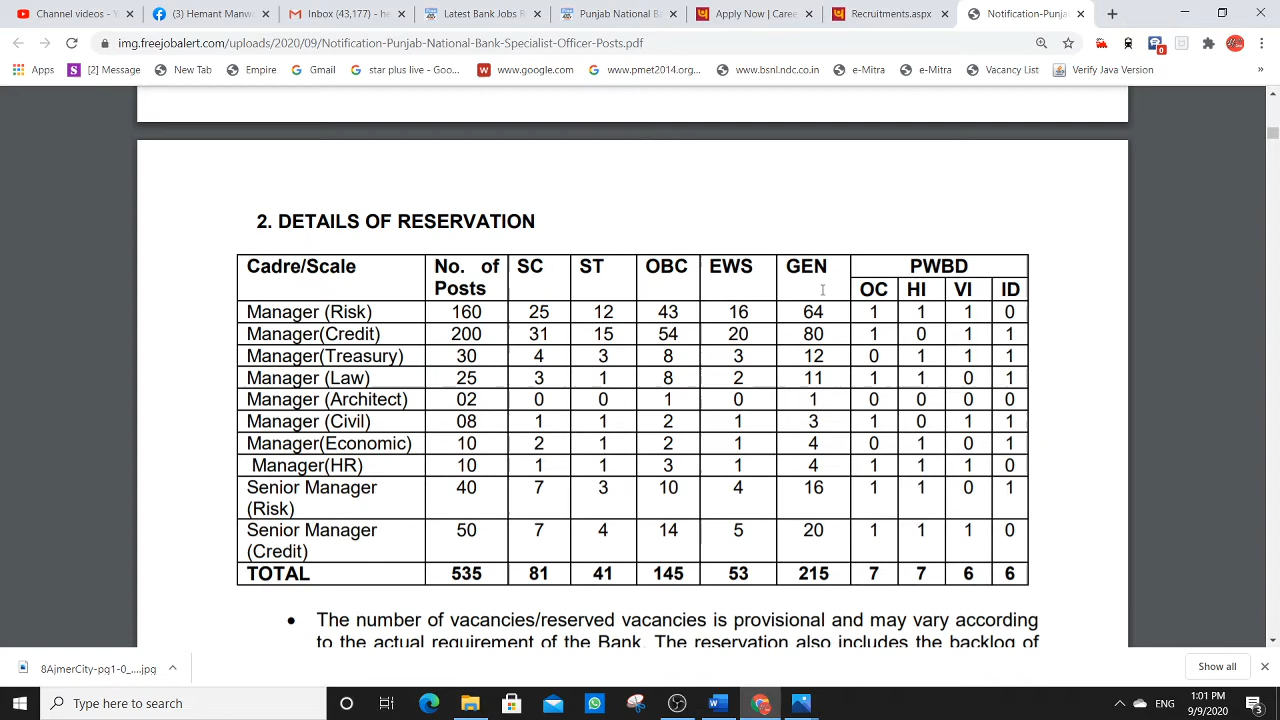 Channel videos - Y
(3) Hemant Manw
Inbox (43,177) - h
Latest Bank Jobs R
Punjab National Ba
Apply Now | Caree
Recruitments.aspx
Notification-Punja
img.freejobalert.com/uploads/2020/09/Notification-Punjab-National-Bank-Specialist-Officer-Posts.pdf
Apps [2] Message New Tab Empire Gmail star plus live - Goo... www.google.com www.pmet2014.org... www.bsnl.ndc.co.in e-Mitra e-Mitra Vacancy List Verify Java Version »
2. DETAILS OF RESERVATION
Cadre/Scale No. of Posts SC ST OBC EWS GEN PWBD
OC HI VI ID
Manager (Risk) 160 25 12 43 16 64 1 1 1 0
Manager(Credit) 200 31 15 54 20 80 1 0 1 1
Manager(Treasury) 30 4 3 8 3 12 0 1 1 1
Manager (Law) 25 3 1 8 2 11 1 1 0 1
Manager (Architect) 02 0 0 1 0 1 0 0 0 0
Manager (Civil) 08 1 1 2 1 3 1 0 1 1
Manager(Economic) 10 2 1 2 1 4 0 1 0 1
Manager(HR) 10 1 1 3 1 4 1 1 1 0
Senior Manager (Risk) 40 7 3 10 4 16 1 1 0 1
Senior Manager (Credit) 50 7 4 14 5 20 1 1 1 0
TOTAL 535 81 41 145 53 215 7 7 6 6
• The number of vacancies/reserved vacancies is provisional and may vary according
to the actual requirement of the Bank. The reservation also includes the backlog of
8AjmerCity-pg1-0_....jpg
Show all
Type here to search
ENG
1:01 PM
9/9/2020
3